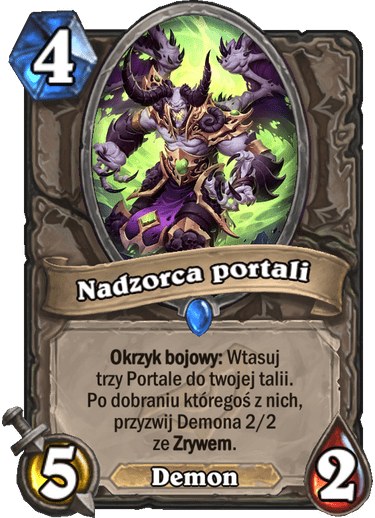 4
Nadzorca portali
Okrzyk bojowy: Wtasuj
trzy Portale do twojej talii.
Po dobraniu któregoś z nich,
przyzwij Demona 2/2
ze Zrywem.
5
Demon
2